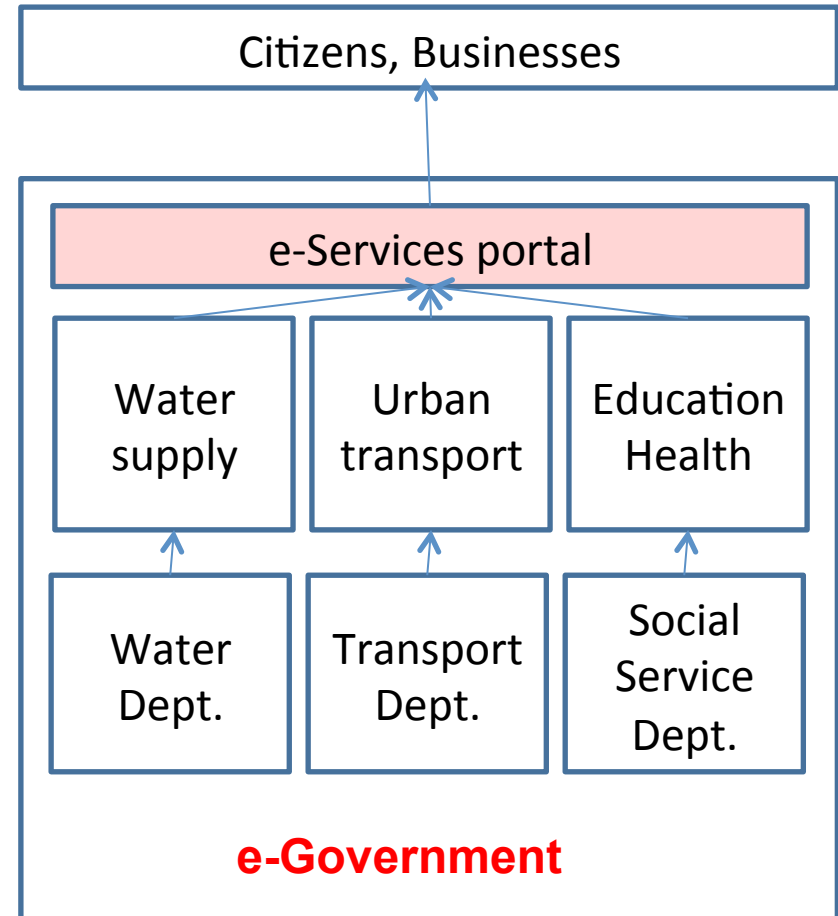 Citizens, Businesses
e-Services portal
Water
supply
Urban
transport
Education
Health
Water
Dept.
Transport
Dept.
Social
Service
Dept.
e-Government